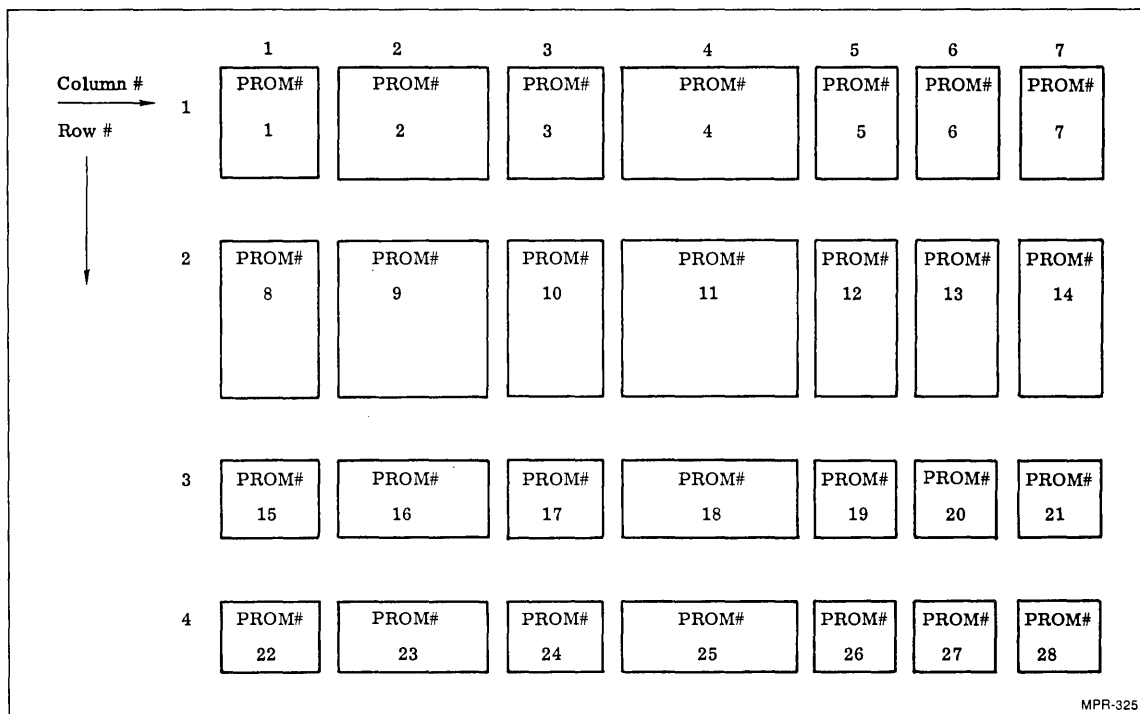 1 2 3 4 5 6 7
Column #
Row #
1
PROM# PROM# PROM# PROM# PROM# PROM# PROM#
1 2 3 4 5 6 7
2
PROM# PROM# PROM# PROM# PROM# PROM# PROM#
8 9 10 11 12 13 14
3
PROM# PROM# PROM# PROM# PROM# PROM# PROM#
15 16 17 18 19 20 21
4
PROM# PROM# PROM# PROM# PROM# PROM# PROM#
22 23 24 25 26 27 28
MPR-325